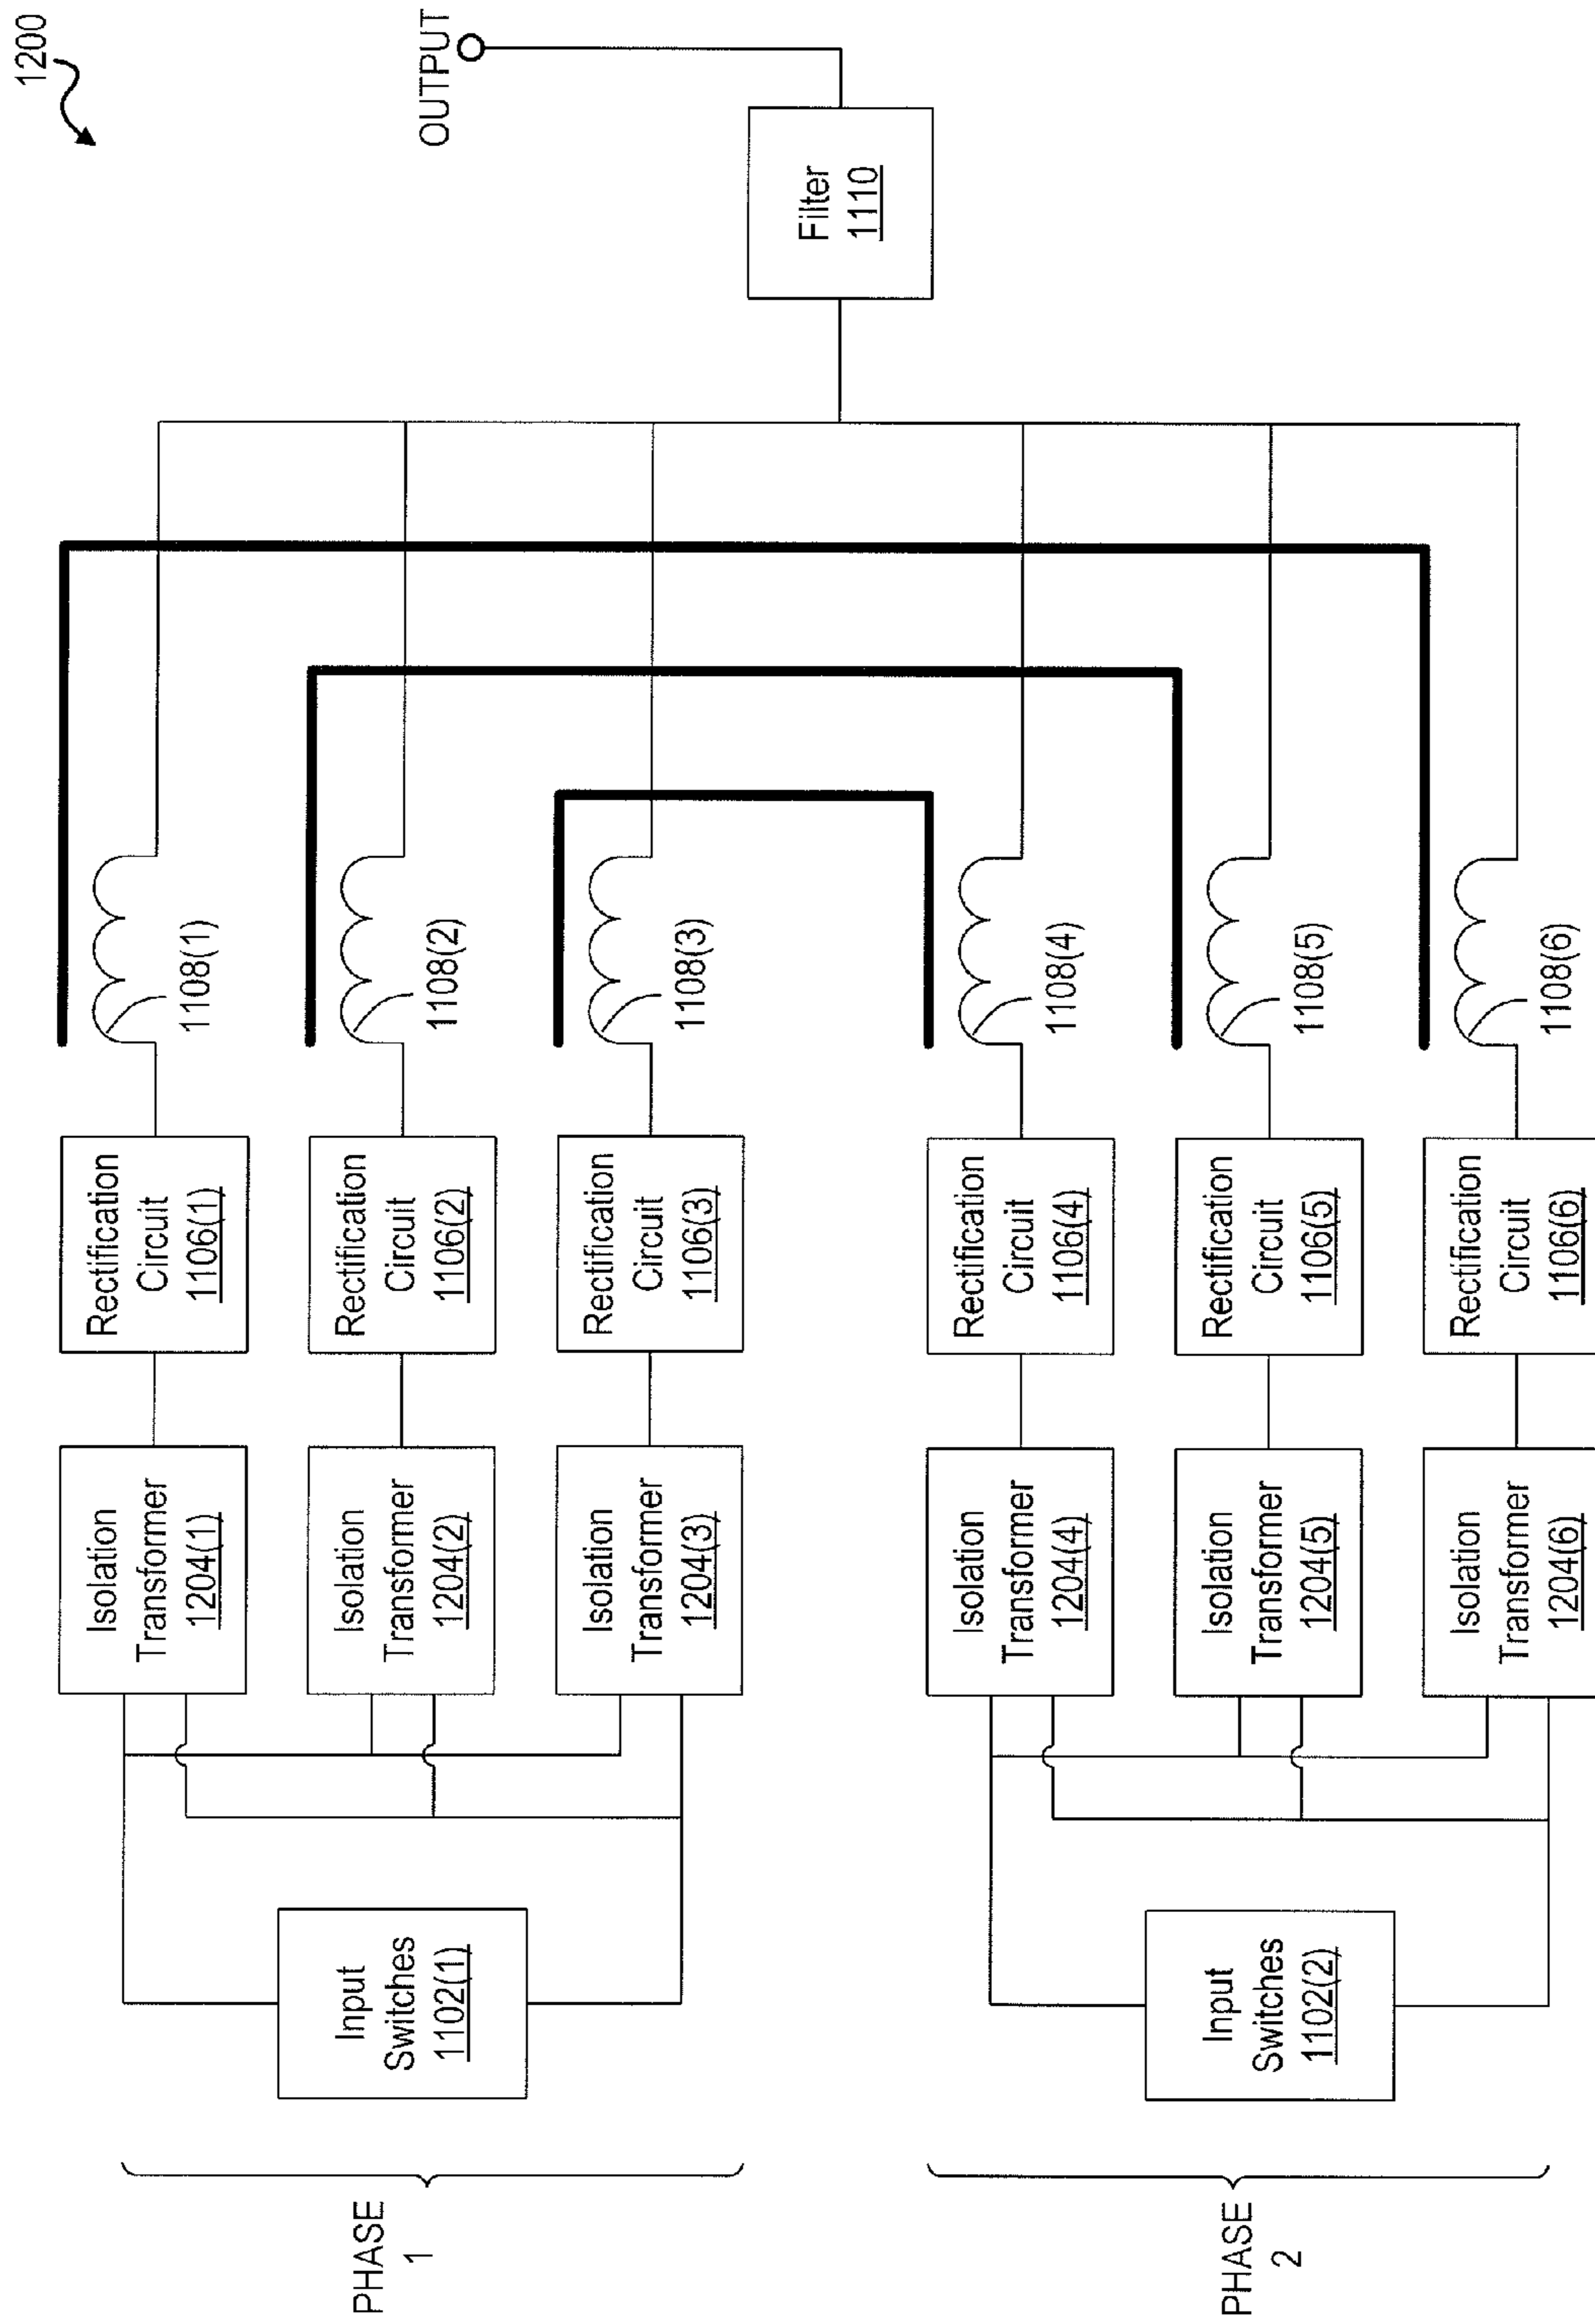 1200
PHASE
1
Input
Switches
1102(1)
Isolation
Transformer
1204(1)
Rectification
Circuit
1106(1)
1108(1)
Isolation
Transformer
1204(2)
Rectification
Circuit
1106(2)
1108(2)
Isolation
Transformer
1204(3)
Rectification
Circuit
1106(3)
1108(3)
OUTPUT
Filter
1110
PHASE
2
Input
Switches
1102(2)
Isolation
Transformer
1204(4)
Rectification
Circuit
1106(4)
1108(4)
Isolation
Transformer
1204(5)
Rectification
Circuit
1106(5)
1108(5)
Isolation
Transformer
1204(6)
Rectification
Circuit
1106(6)
1108(6)